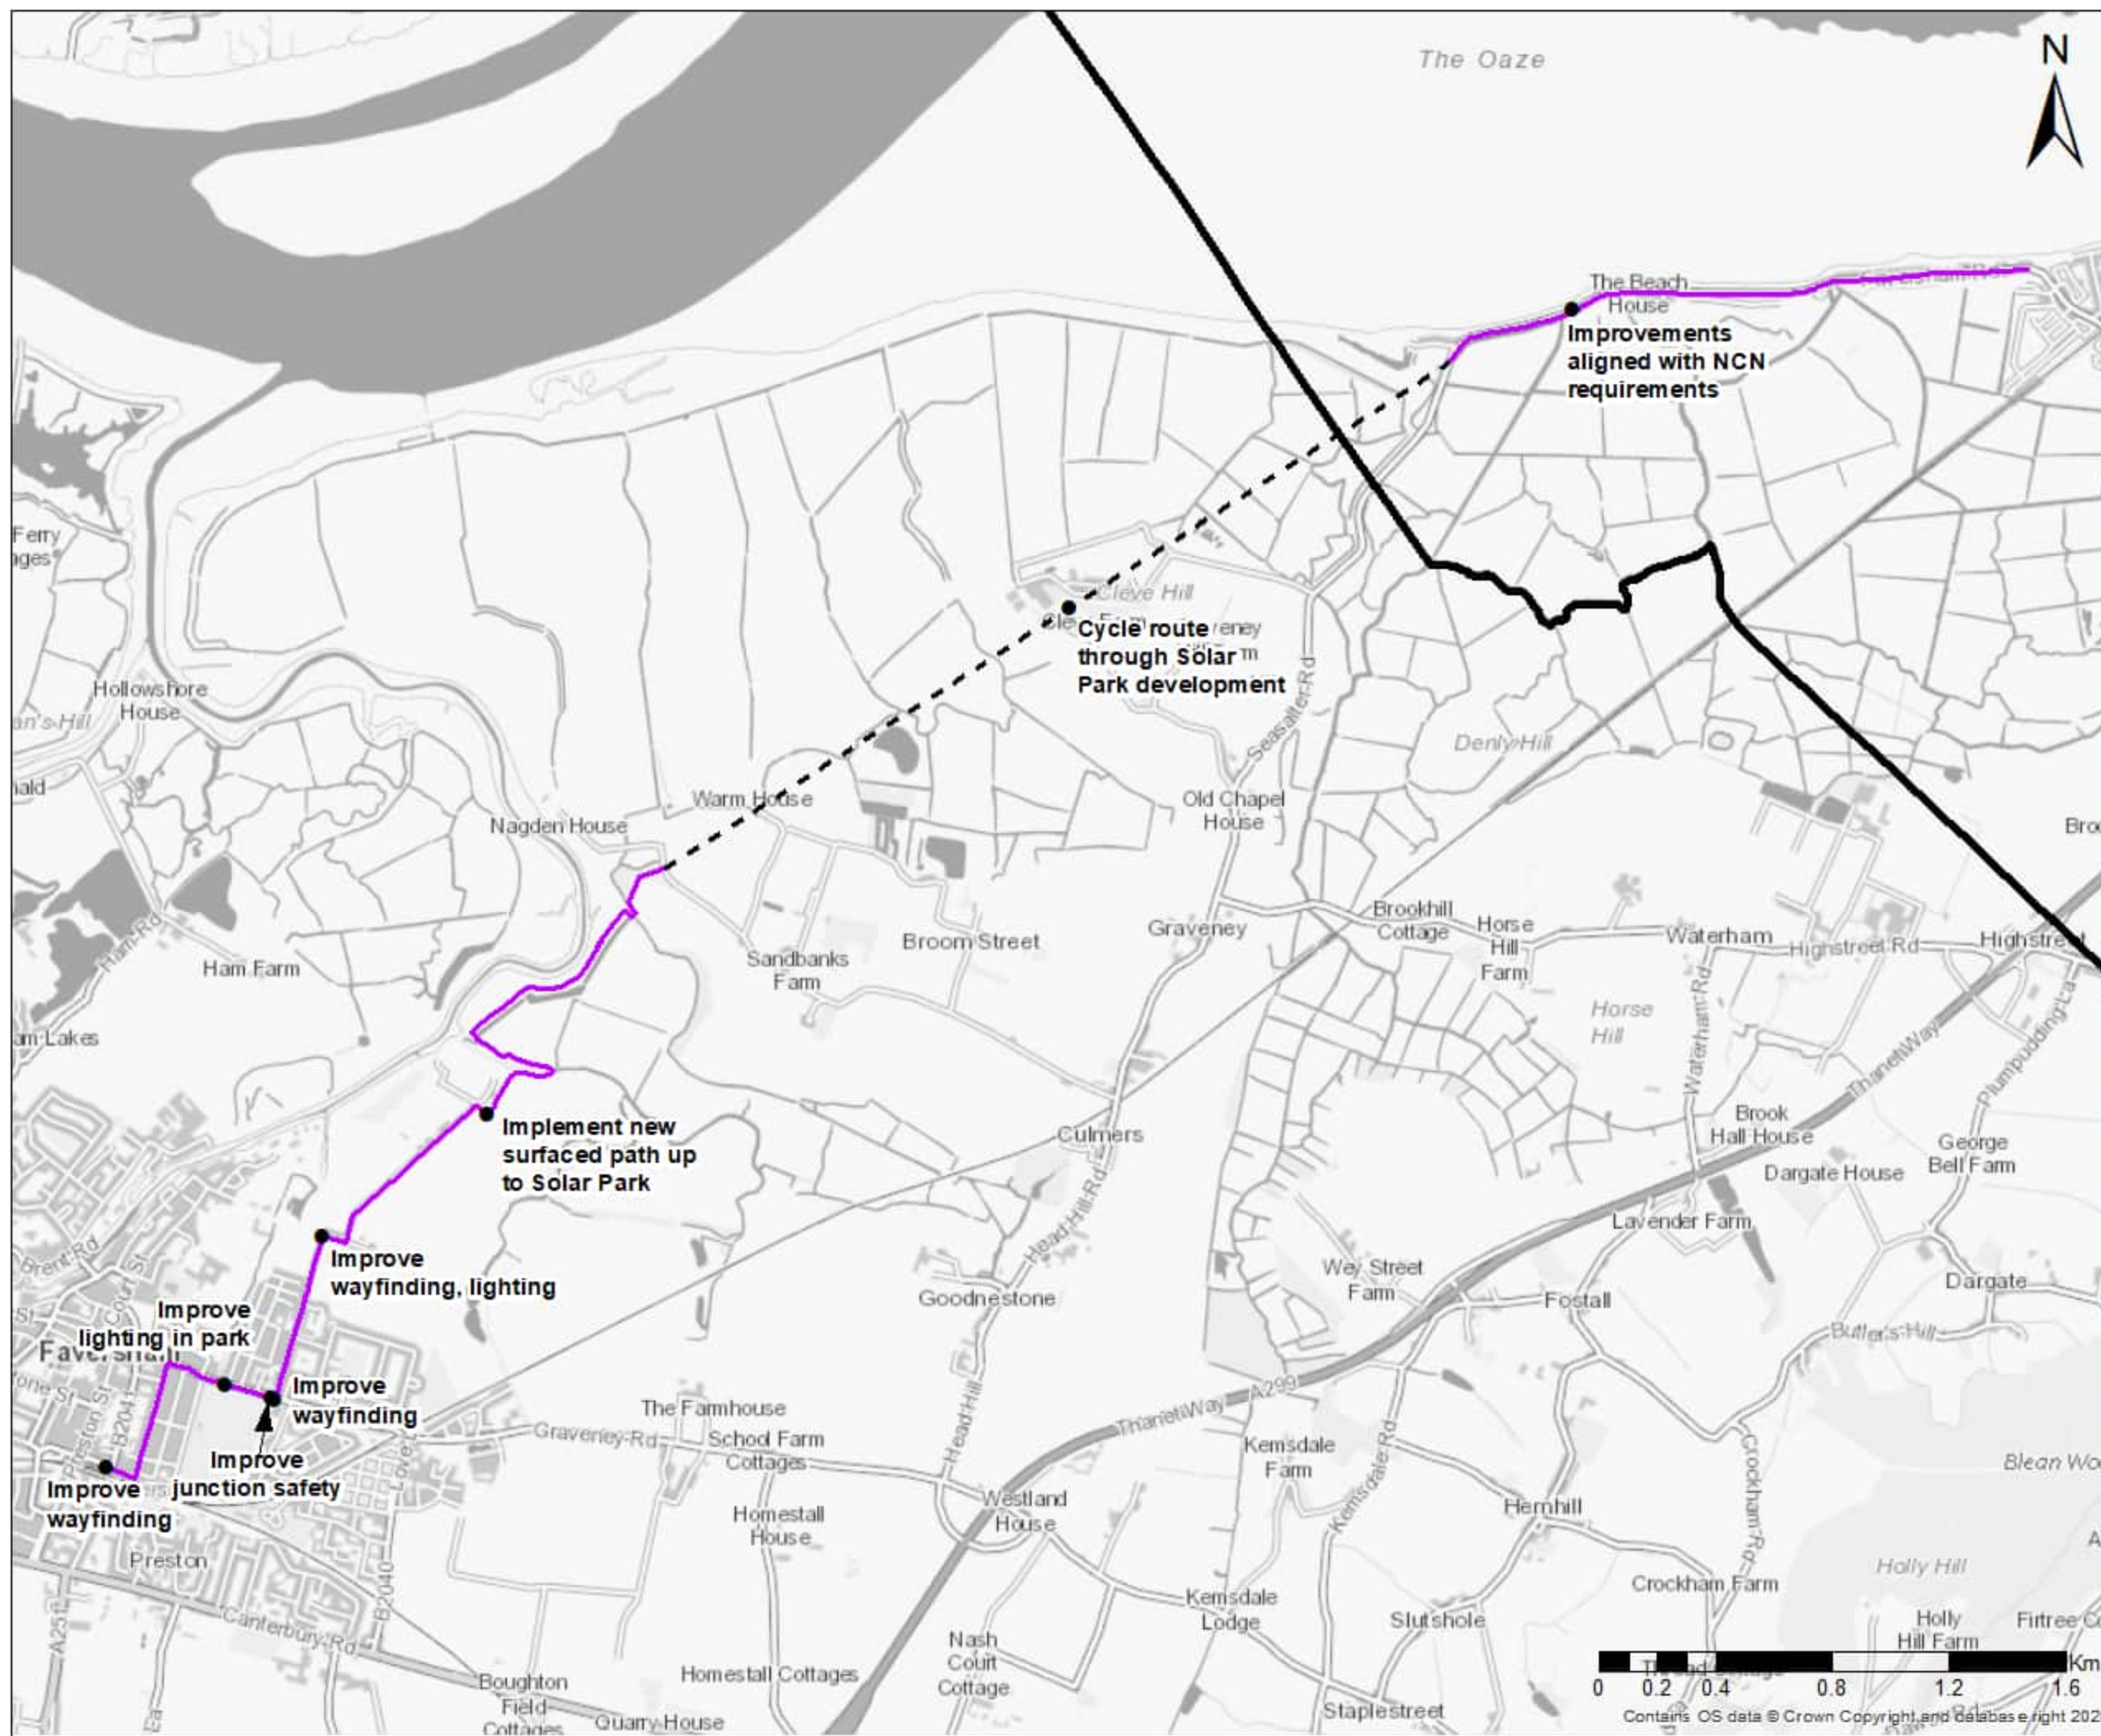 N
The Oaze
The Beach
House
Improvements
aligned with NCN
requirements
Ferry
Cleve Hill
Cycle route
through Solar
Park development
Seasalter Rd
Hollowshore
House
Denly Hill
Warm House
Old Chapel
House
Nagden House
Ham Rd
Ham Farm
Sandbanks
Farm
Broom Street
Graveney
Brookhill
Cottage
Horse
Hill
Farm
Waterham
Highstreet Rd
Highstreet
Horse
Hill
Waterham Rd
Thanet Way
Plumpudding La
Implement new
surfaced path up
to Solar Park
Culmers
Head Hill Rd
Brook
Hall House
George
Bell Farm
Dargate House
Lavender Farm
Brent Rd
Court St
Improve
wayfinding, lighting
Wey Street
Farm
Dargate
Goodnestone
Fostall
Butler's Hill
Improve
lighting in park
Faversham
Improve
wayfinding
Preston St
B2041
Love L
Graveney Rd
The Farmhouse
School Farm
Cottages
Head Hill
Thanet Way
A299
Kemsdale
Farm
Kemsdale Rd
Crockham Rd
Improve
junction safety
Improve
wayfinding
Homestall
House
Westland
House
Hernhill
Preston
Holly Hill
Crockham Farm
B2040
A251
Canterbury Rd
Kemsdale
Lodge
Slutshole
Holly
Hill Farm
Nash
Court
Cottage
Boughton
Field
Cottages
Homestall Cottages
Quarry House
Staplestreet
Km
0 0.2 0.4 0.8 1.2 1.6
Contains OS data © Crown Copyright and database right 202